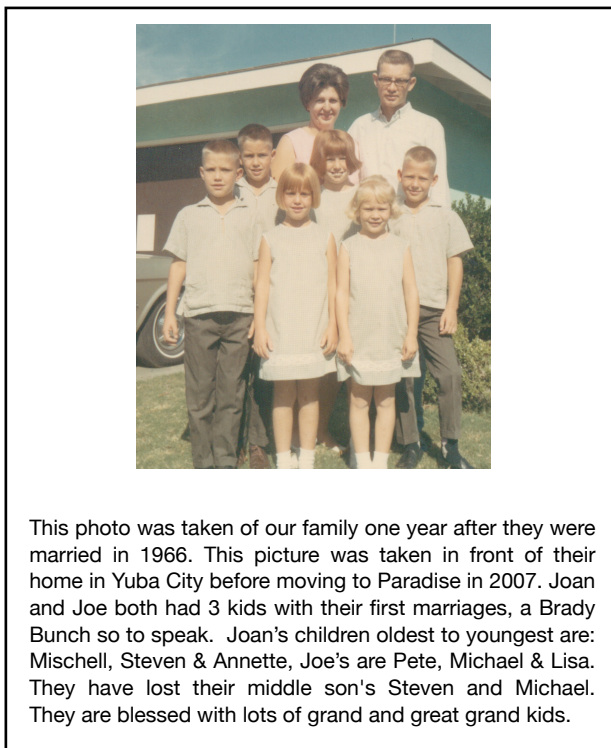 This photo was taken of our family one year after they were
married in 1966. This picture was taken in front of their
home in Yuba City before moving to Paradise in 2007. Joan
and Joe both had 3 kids with their first marriages, a Brady
Bunch so to speak. Joan’s children oldest to youngest are:
Mischell, Steven & Annette, Joe’s are Pete, Michael & Lisa.
They have lost their middle son's Steven and Michael.
They are blessed with lots of grand and great grand kids.